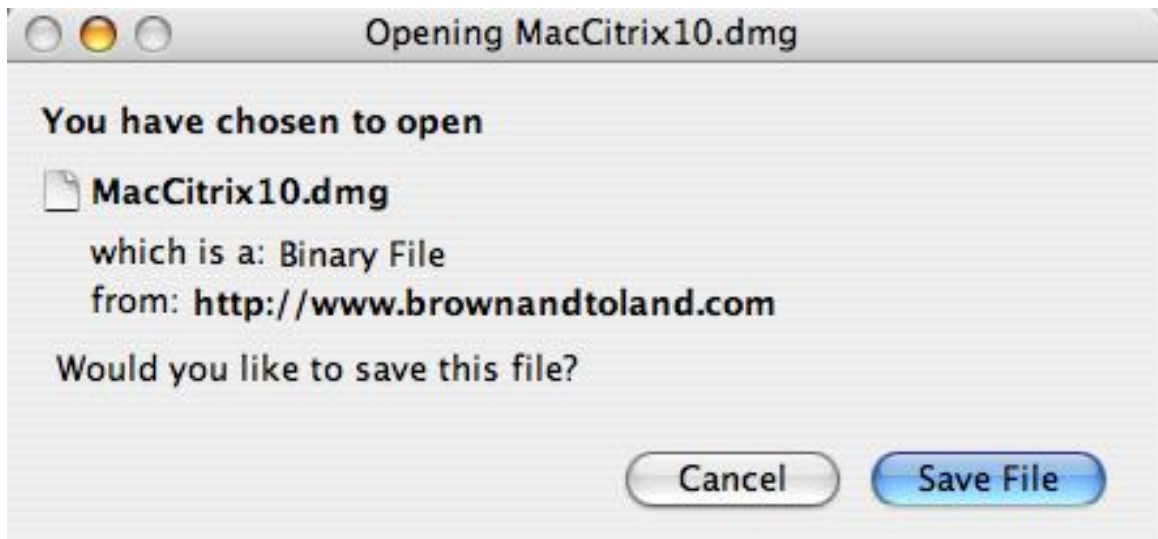 Opening MacCitrix10.dmg
You have chosen to open
MacCitrix10.dmg
which is a: Binary File
from: http://www.brownandtoland.com
Would you like to save this file?
Cancel Save File